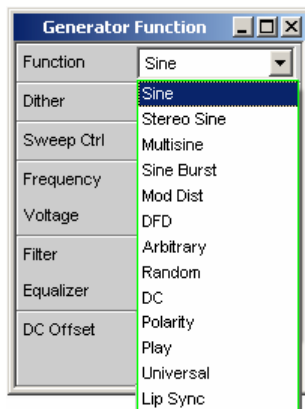 Generator Function
Function Sine
Dither Sine
Stereo Sine
Sweep Ctrl Multisine
Sine Burst
Frequency Mod Dist
Voltage DFD
Arbitrary
Filter Random
Equalizer DC
DC Offset Polarity
Play
Universal
Lip Sync